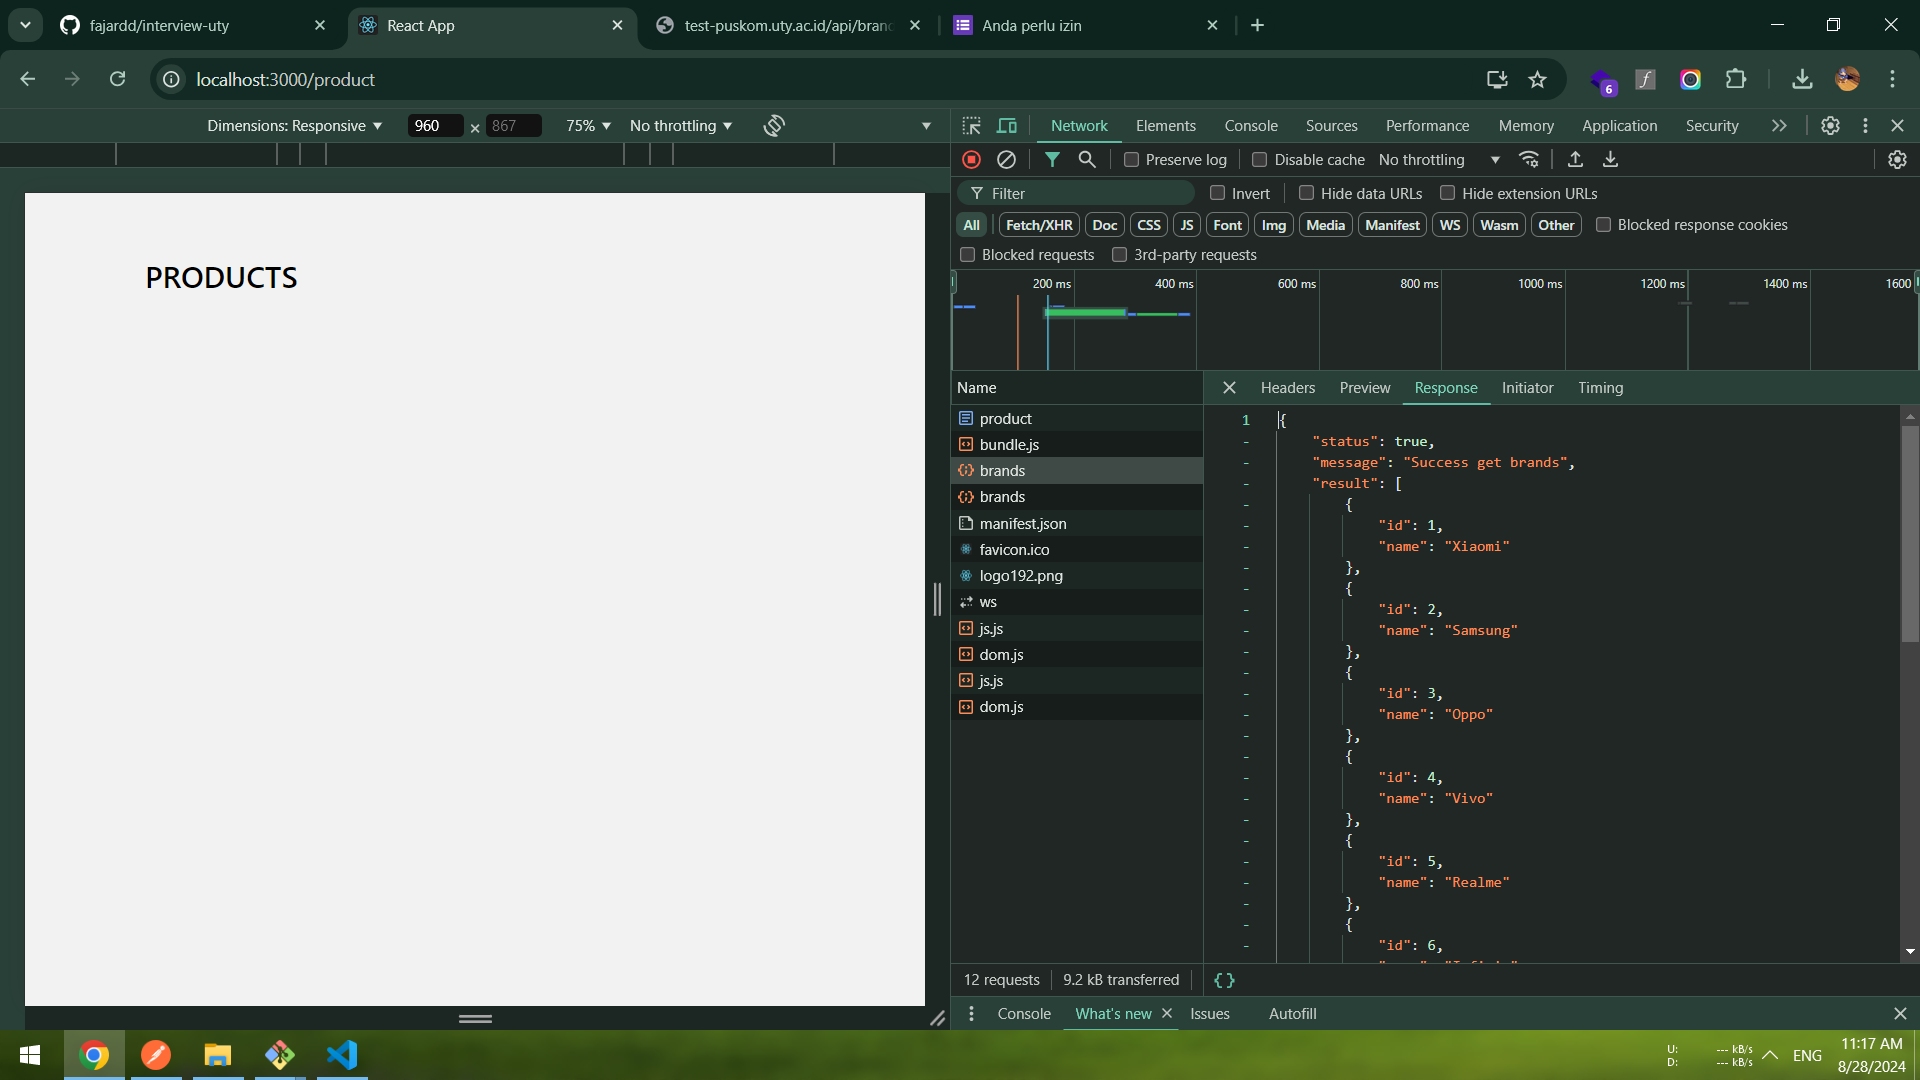 fajardd/interview-uty
React App
test-puskom.uty.ac.id/api/bran
Anda perlu izin
localhost:3000/product
6
Dimensions: Responsive
960
x
867
75%
No throttling
Network
Elements
Console
Sources
Performance
Memory
Application
Security
Preserve log
Disable cache
No throttling
Filter
Invert
Hide data URLs
Hide extension URLs
All
Fetch/XHR
Doc
CSS
JS
Font
Img
Media
Manifest
WS
Wasm
Other
Blocked response cookies
Blocked requests
3rd-party requests
200 ms
400 ms
600 ms
800 ms
1000 ms
1200 ms
1400 ms
1600
PRODUCTS
Name
product
bundle.js
brands
brands
manifest.json
favicon.ico
logo192.png
ws
js.js
dom.js
js.js
dom.js
Headers
Preview
Response
Initiator
Timing
1 {
- "status": true,
- "message": "Success get brands",
- "result": [
- {
- "id": 1,
- "name": "Xiaomi"
- },
- {
- "id": 2,
- "name": "Samsung"
- },
- {
- "id": 3,
- "name": "Oppo"
- },
- {
- "id": 4,
- "name": "Vivo"
- },
- {
- "id": 5,
- "name": "Realme"
- },
- {
- "id": 6,
12 requests
9.2 kB transferred
{}
Console
What's new
Issues
Autofill
U: --- kB/s
D: --- kB/s
ENG
11:17 AM
8/28/2024